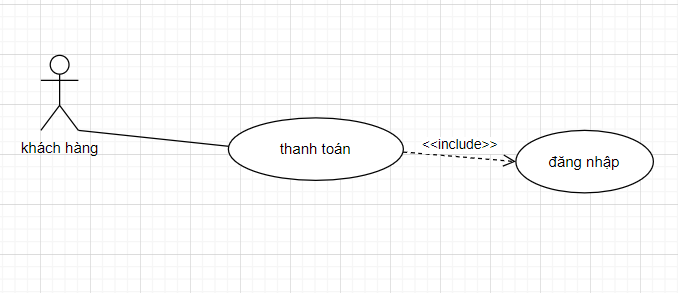 khách hàng
thanh toán
<<include>>
đăng nhập